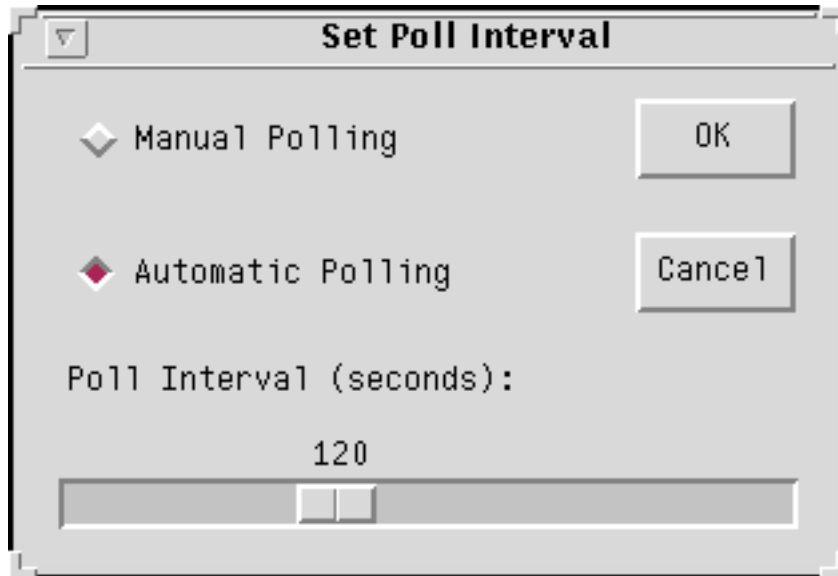 Set Poll Interval
Manual Polling
OK
Automatic Polling
Cancel
Poll Interval (seconds):
120